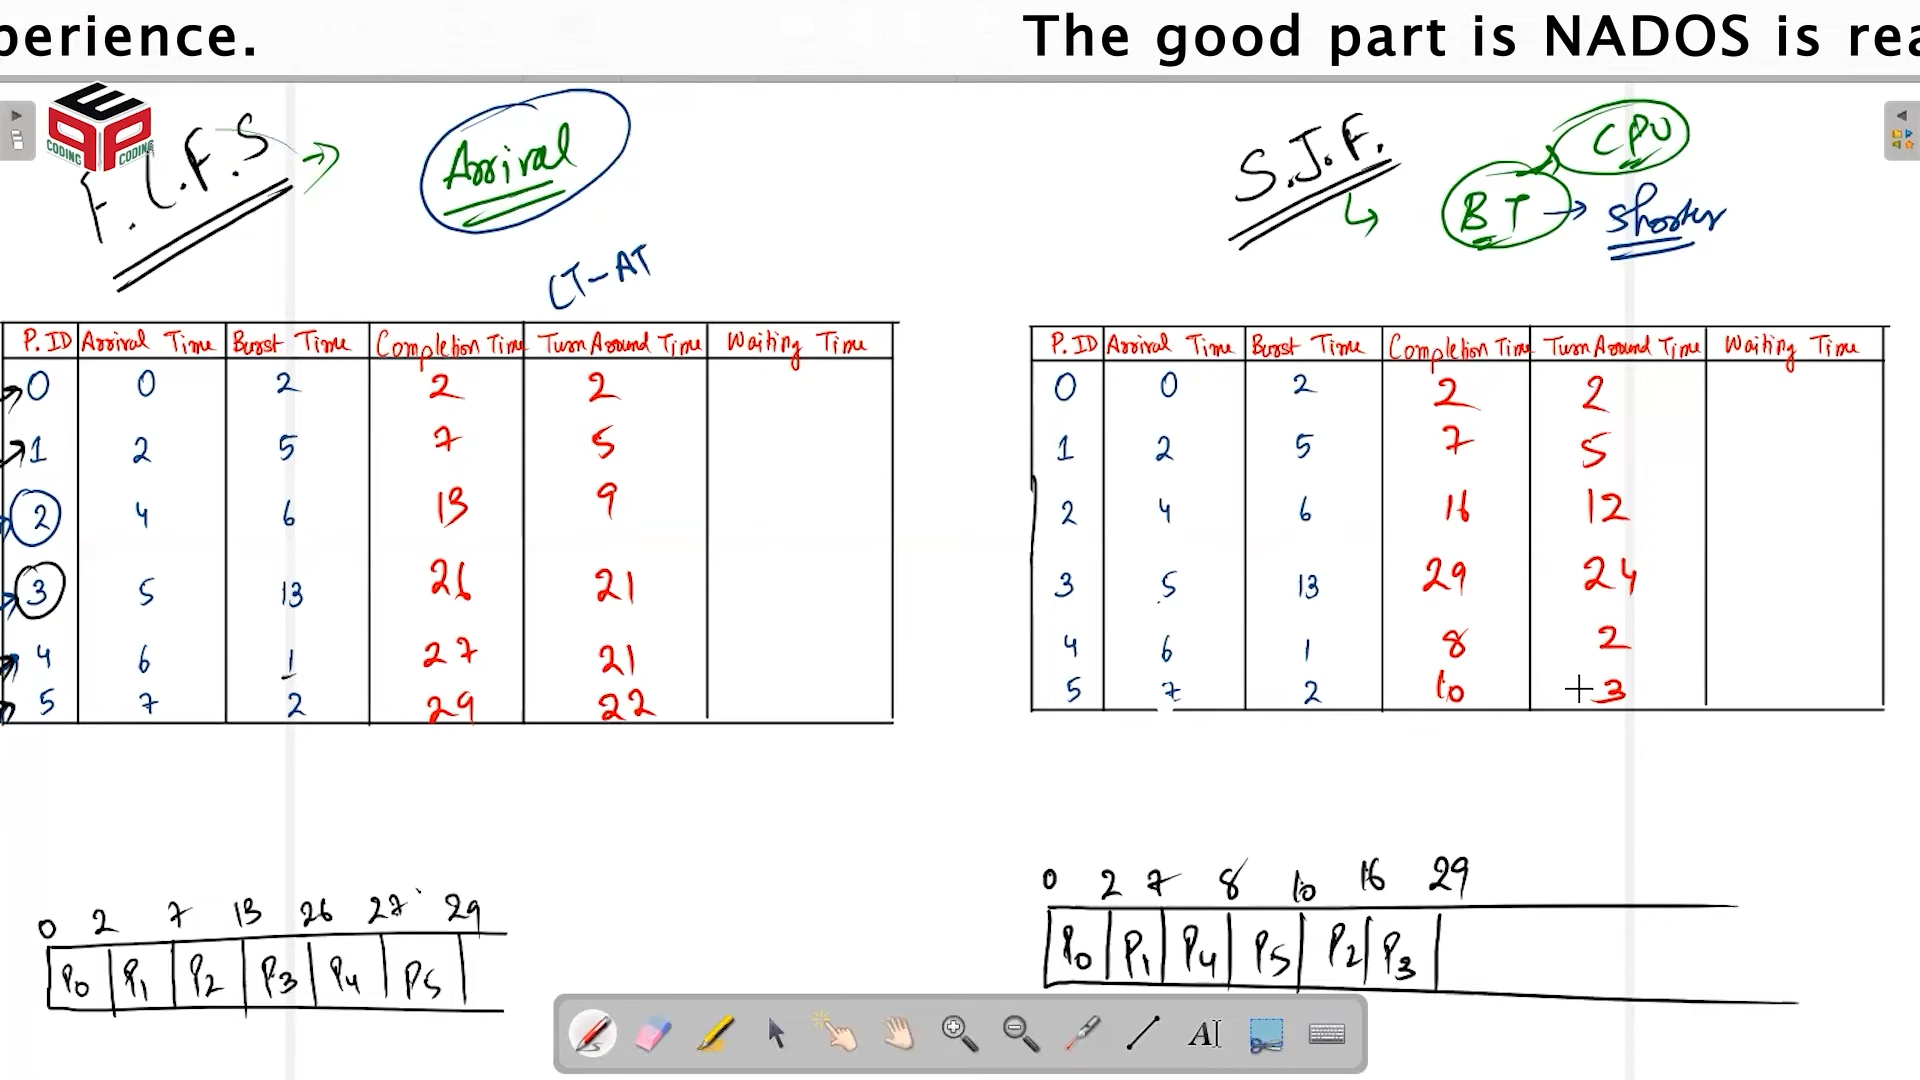 perience. The good part is NADOS is rea
CODING CODING
F.C.F.S
Arrival
CT-AT
P.ID Arrival Time Burst Time Completion Time Turn Around Time Waiting Time
0 0 2 2 2
1 2 5 7 5
2 4 6 13 9
3 5 13 26 21
4 6 1 27 21
5 7 2 29 22
0 2 7 13 26 27 29
P0 P1 P2 P3 P4 P5
S.J.F.
CPU
BT → Shorter
P.ID Arrival Time Burst Time Completion Time Turn Around Time Waiting Time
0 0 2 2 2
1 2 5 7 5
2 4 6 16 12
3 5 13 29 24
4 6 1 8 2
5 7 2 10 3
0 2 7 8 10 16 29
P0 P1 P4 P5 P2 P3